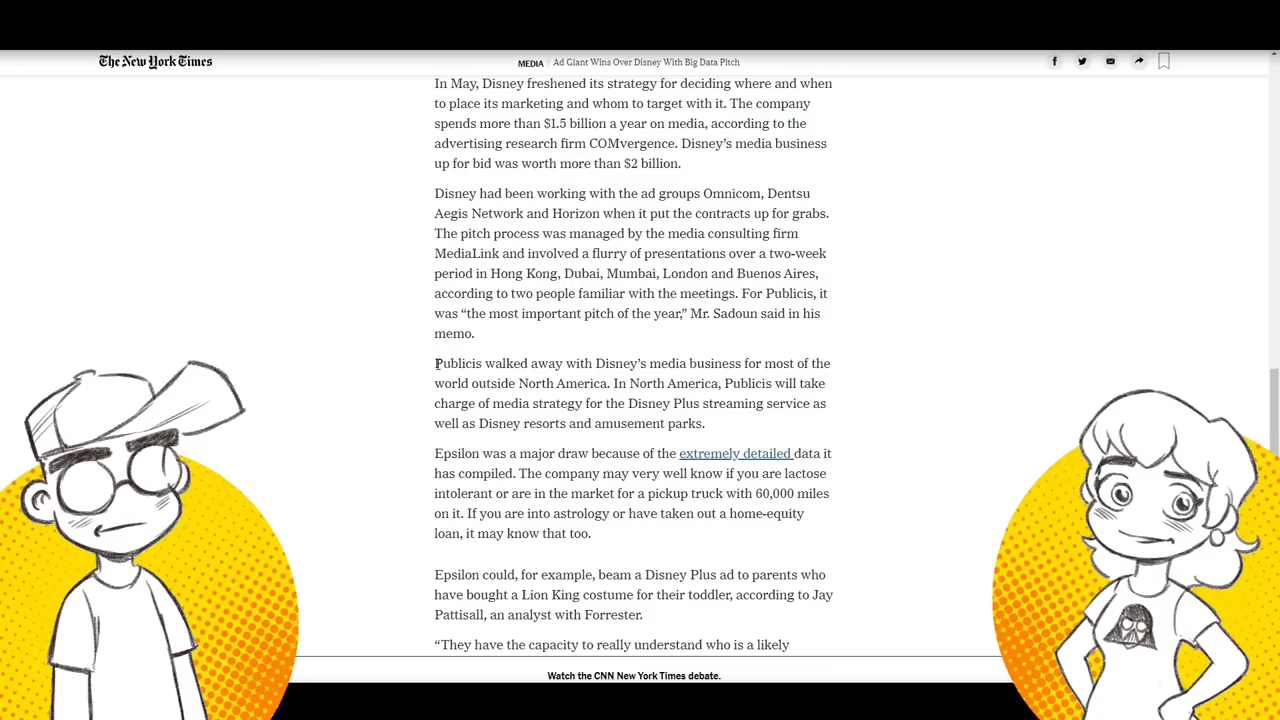 The New York Times
MEDIA | Ad Giant Wins Over Disney With Big Data Pitch
In May, Disney freshened its strategy for deciding where and when
to place its marketing and whom to target with it. The company
spends more than $1.5 billion a year on media, according to the
advertising research firm COMvergence. Disney’s media business
up for bid was worth more than $2 billion.
Disney had been working with the ad groups Omnicom, Dentsu
Aegis Network and Horizon when it put the contracts up for grabs.
The pitch process was managed by the media consulting firm
MediaLink and involved a flurry of presentations over a two-week
period in Hong Kong, Dubai, Mumbai, London and Buenos Aires,
according to two people familiar with the meetings. For Publicis, it
was “the most important pitch of the year,” Mr. Sadoun said in his
memo.
Publicis walked away with Disney’s media business for most of the
world outside North America. In North America, Publicis will take
charge of media strategy for the Disney Plus streaming service as
well as Disney resorts and amusement parks.
Epsilon was a major draw because of the extremely detailed data it
has compiled. The company may very well know if you are lactose
intolerant or are in the market for a pickup truck with 60,000 miles
on it. If you are into astrology or have taken out a home-equity
loan, it may know that too.
Epsilon could, for example, beam a Disney Plus ad to parents who
have bought a Lion King costume for their toddler, according to Jay
Pattisall, an analyst with Forrester.
“They have the capacity to really understand who is a likely
Watch the CNN New York Times debate.